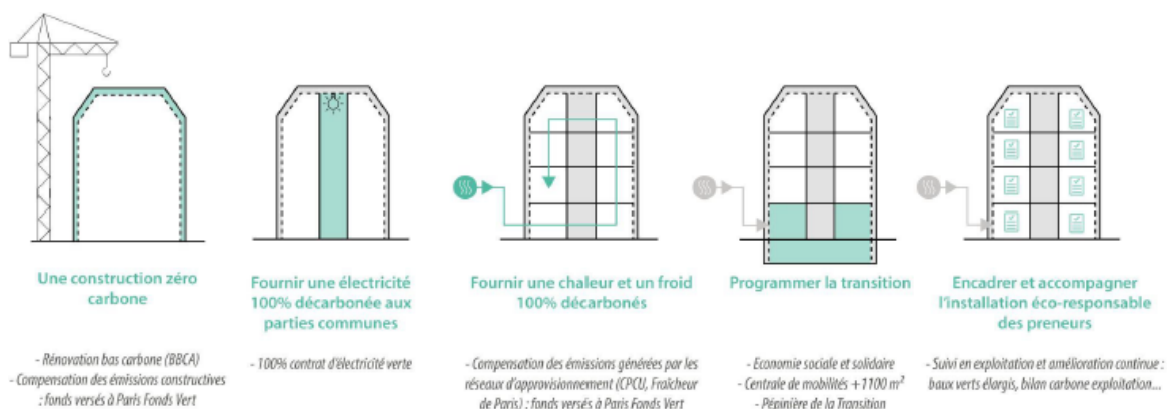 Une construction zéro
carbone
- Rénovation bas carbone (BBCA)
- Compensation des émissions constructives
: fonds versés à Paris Fonds Vert
Fournir une électricité
100% décarbonée aux
parties communes
- 100% contrat d'électricité verte
Fournir une chaleur et un froid
100% décarbonés
- Compensation des émissions générées par les
réseaux d'approvisionnement (CPCU, Fraîcheur
de Paris) : fonds versés à Paris Fonds Vert
Programmer la transition
- Economie sociale et solidaire
- Centrale de mobilités +1100 m²
- Pépinière de la Transition
Encadrer et accompagner
l'installation éco-responsable
des preneurs
- Suivi en exploitation et amélioration continue :
baux verts élargis, bilan carbone exploitation...